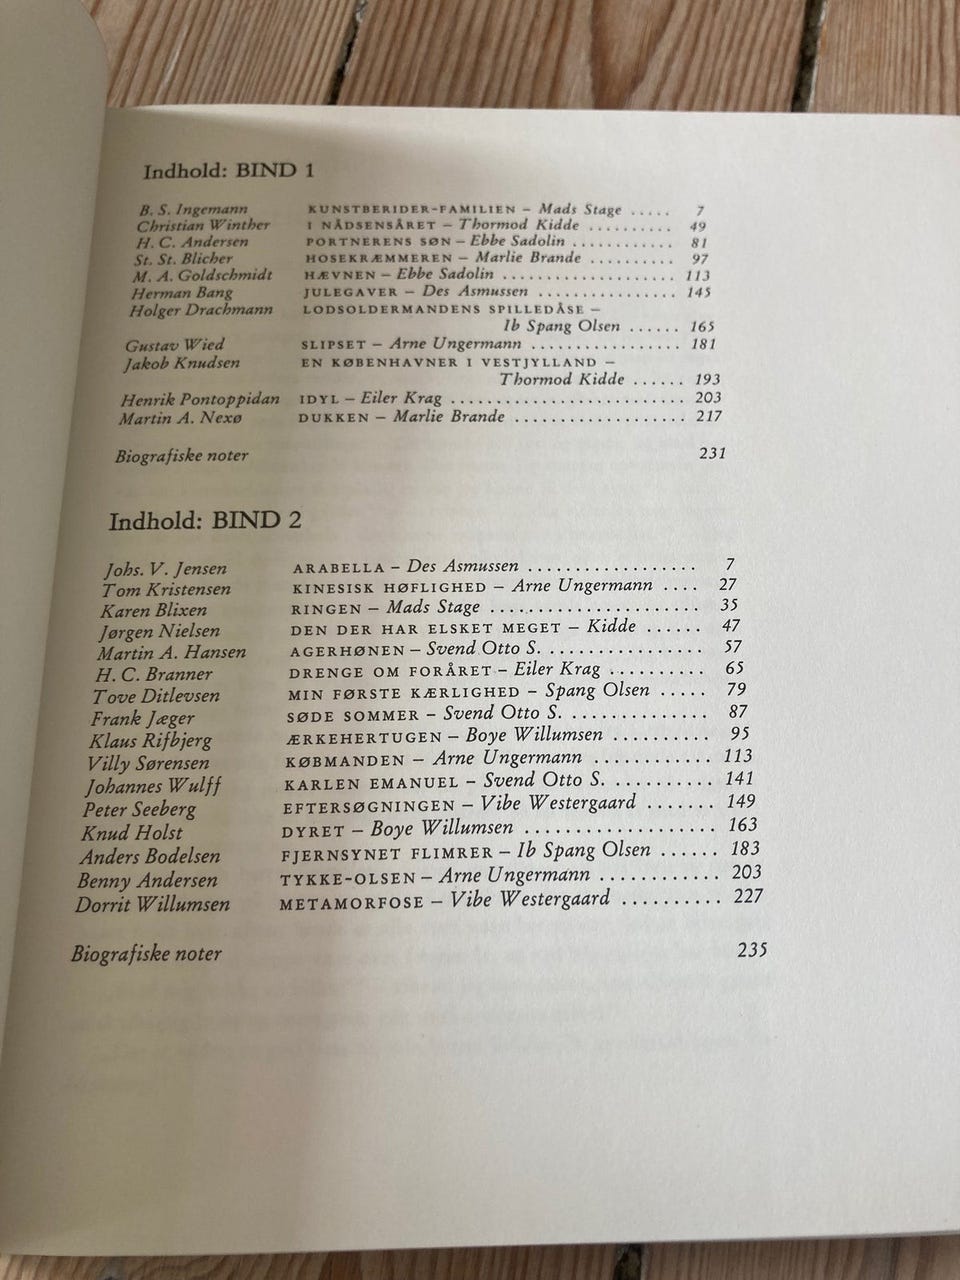 Indhold: BIND 1
B. S. Ingemann KUNSTBERIDER-FAMILIEN – Mads Stage ..... 7
Christian Winther I NÅDSENSÅRET – Thormod Kidde .......... 49
H. C. Andersen PORTNERENS SØN – Ebbe Sadolin ........... 81
St. St. Blicher HOSEKRÆMMEREN – Marlie Brande .......... 97
M. A. Goldschmidt HÆVNEN – Ebbe Sadolin ................... 113
Herman Bang JULEGAVER – Des Asmussen ............... 145
Holger Drachmann LODSOLDERMANDENS SPILLEDÅSE –
Ib Spang Olsen ...... 165
Gustav Wied SLIPSET – Arne Ungermann ................. 181
Jakob Knudsen EN KØBENHAVNER I VESTJYLLAND –
Thormod Kidde ...... 193
Henrik Pontoppidan IDYL – Eiler Krag .......................... 203
Martin A. Nexø DUKKEN – Marlie Brande ................... 217
Biografiske noter 231
Indhold: BIND 2
Johs. V. Jensen ARABELLA – Des Asmussen .................. 7
Tom Kristensen KINESISK HØFLIGHED – Arne Ungermann .... 27
Karen Blixen RINGEN – Mads Stage ....................... 35
Jørgen Nielsen DEN DER HAR ELSKET MEGET – Kidde ...... 47
Martin A. Hansen AGERHØNEN – Svend Otto S. ................. 57
H. C. Branner DRENGE OM FORÅRET – Eiler Krag .......... 65
Tove Ditlevsen MIN FØRSTE KÆRLIGHED – Spang Olsen ..... 79
Frank Jæger SØDE SOMMER – Svend Otto S. ............... 87
Klaus Rifbjerg ÆRKEHERTUGEN – Boye Willumsen .......... 95
Villy Sørensen KØBMANDEN – Arne Ungermann ............ 113
Johannes Wulff KARLEN EMANUEL – Svend Otto S. ........... 141
Peter Seeberg EFTERSØGNINGEN – Vibe Westergaard ....... 149
Knud Holst DYRET – Boye Willumsen ................... 163
Anders Bodelsen FJERNSYNET FLIMRER – Ib Spang Olsen ...... 183
Benny Andersen TYKKE-OLSEN – Arne Ungermann ............ 203
Dorrit Willumsen METAMORFOSE – Vibe Westergaard .......... 227
Biografiske noter 235